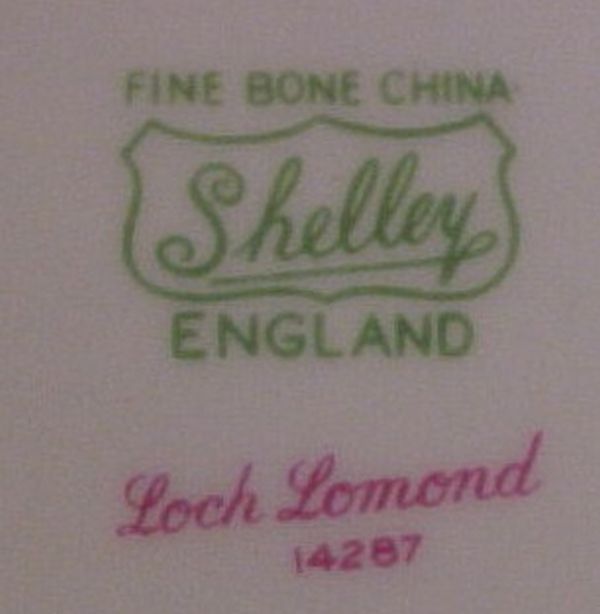 FINE BONE CHINA
Shelley
ENGLAND
Loch Lomond
14287